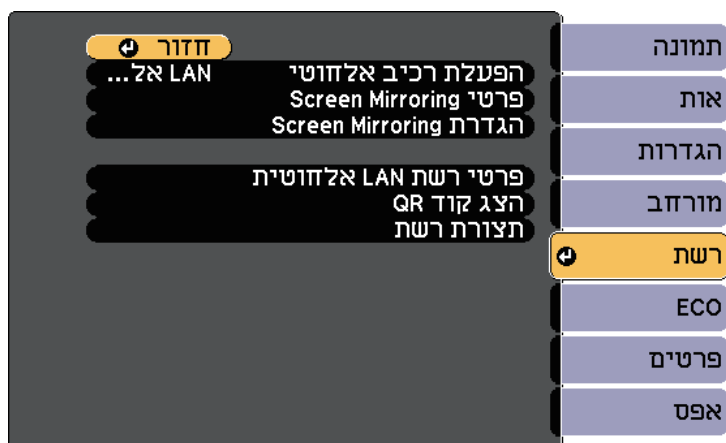 תמונה
אות
הגדרות
מורחב
רשת
ECO
פרטים
אפס
חזור
הפעלת רכיב אלחוטי LAN אל...
פרטי Screen Mirroring
הגדרת Screen Mirroring
פרטי רשת LAN אלחוטית
הצג קוד QR
תצורת רשת